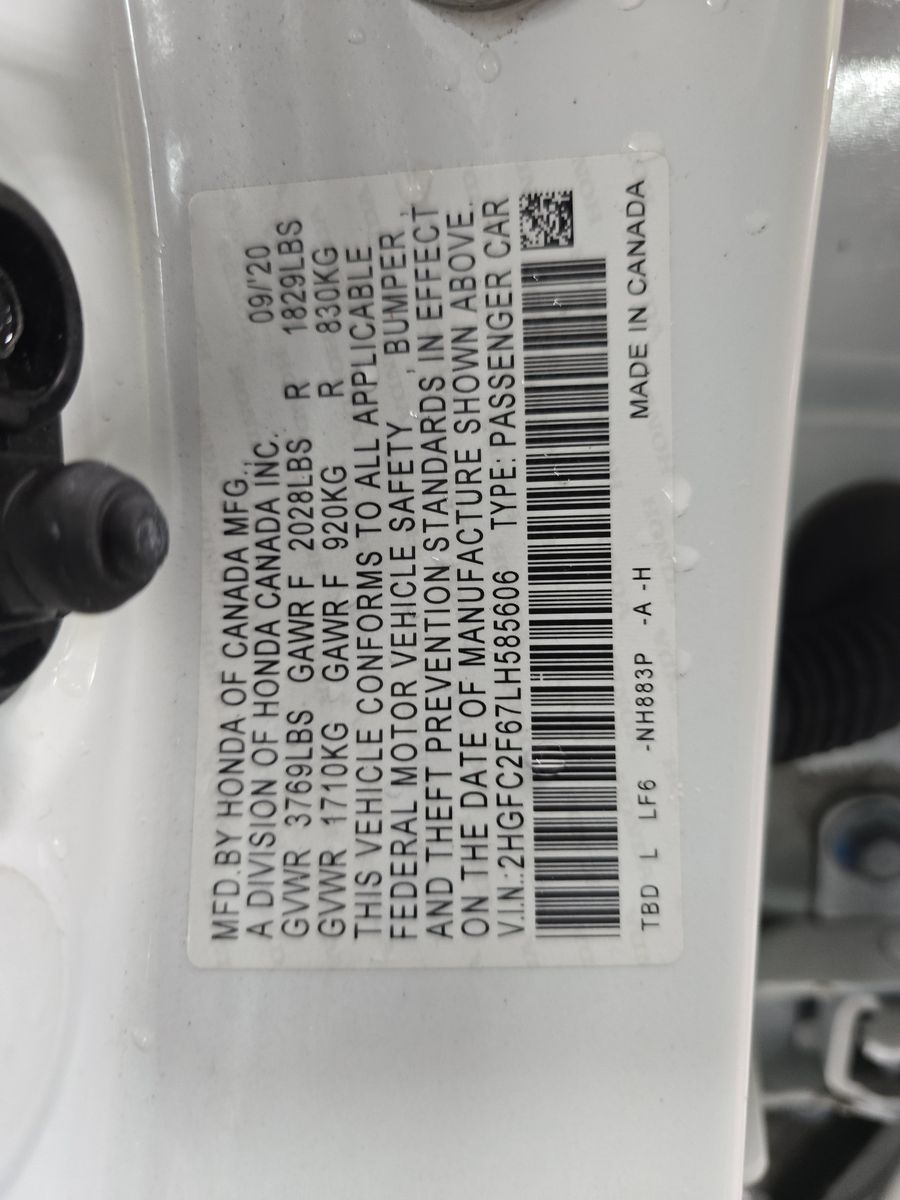 MFD.BY HONDA OF CANADA MFG., 09/'20
A DIVISION OF HONDA CANADA INC.
GVWR 3769LBS GAWR F 2028LBS R 1829LBS
GVWR 1710KG GAWR F 920KG R 830KG
THIS VEHICLE CONFORMS TO ALL APPLICABLE
FEDERAL MOTOR VEHICLE SAFETY, BUMPER,
AND THEFT PREVENTION STANDARDS IN EFFECT
ON THE DATE OF MANUFACTURE SHOWN ABOVE.
V.I.N.:2HGFC2F67LH585606 TYPE: PASSENGER CAR
TBD L LF6 -NH883P -A -H MADE IN CANADA